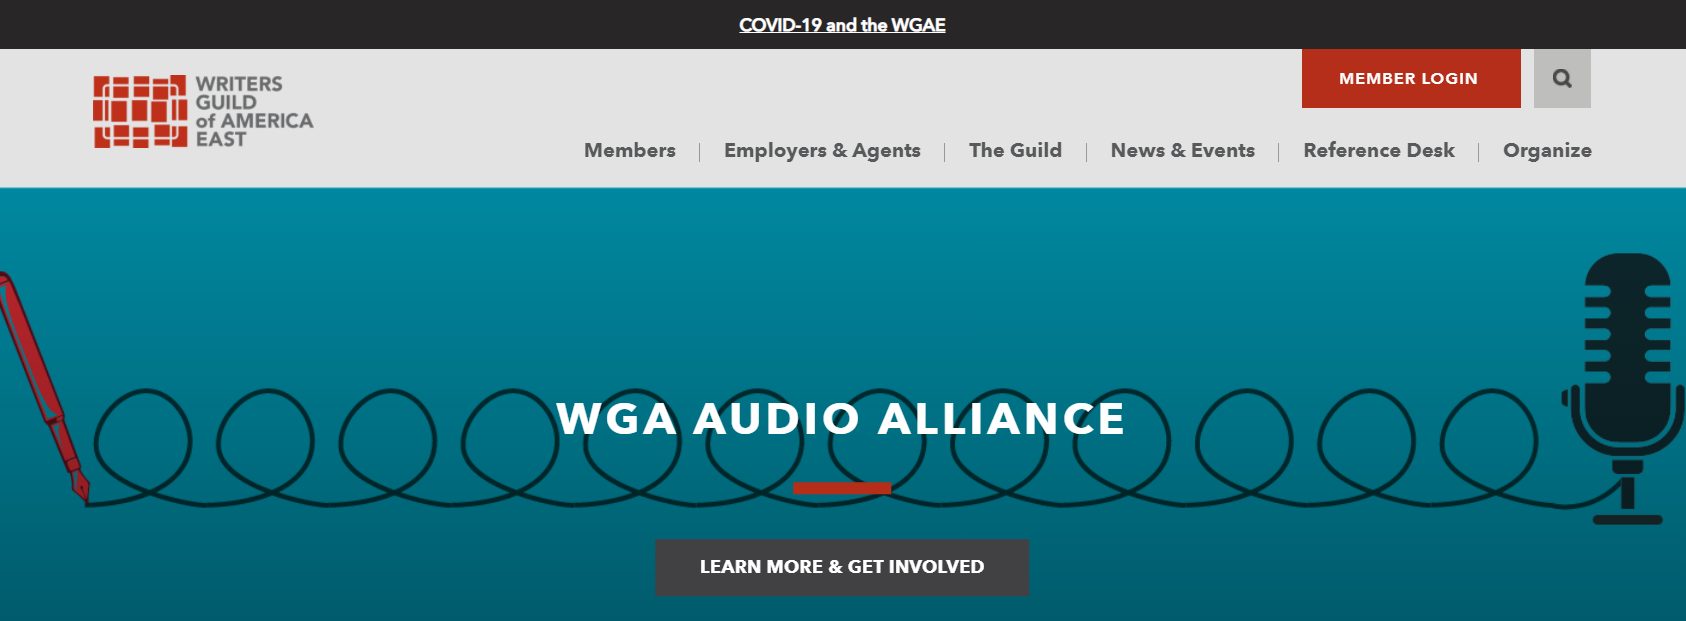 COVID-19 and the WGAE
WRITERS
GUILD
of AMERICA
EAST
MEMBER LOGIN
Members
Employers & Agents
The Guild
News & Events
Reference Desk
Organize
WGA AUDIO ALLIANCE
LEARN MORE & GET INVOLVED